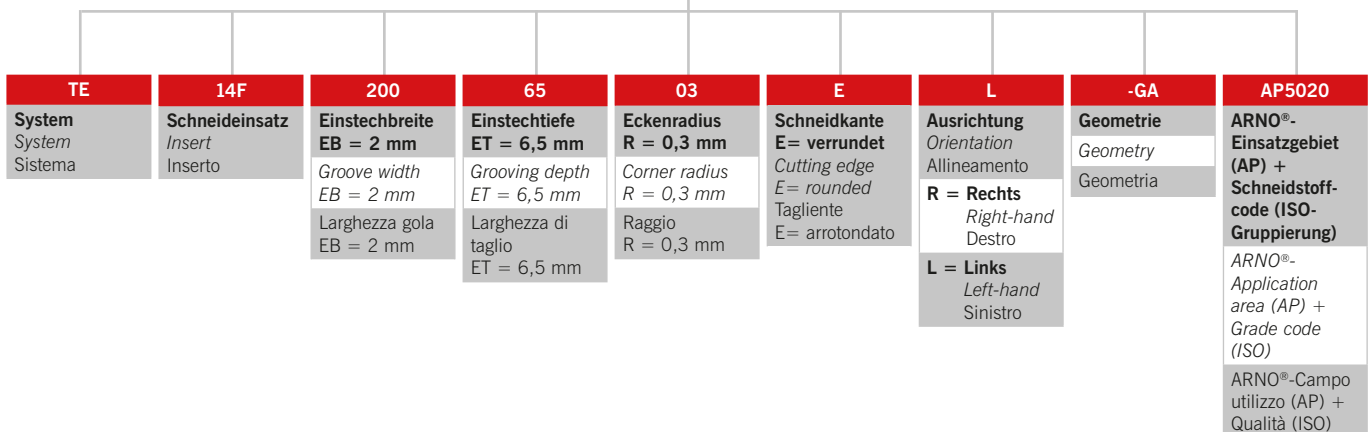 TE
System
System
Sistema
14F
Schneideinsatz
Insert
Inserto
200
Einstechbreite
EB = 2 mm
Groove width
EB = 2 mm
Larghezza gola
EB = 2 mm
65
Einstechtiefe
ET = 6,5 mm
Grooving depth
ET = 6,5 mm
Larghezza di
taglio
ET = 6,5 mm
03
Eckenradius
R = 0,3 mm
Corner radius
R = 0,3 mm
Raggio
R = 0,3 mm
E
Schneidkante
E= verrundet
Cutting edge
E= rounded
Tagliente
E= arrotondato
L
Ausrichtung
Orientation
Allineamento
R = Rechts
Right-hand
Destro
L = Links
Left-hand
Sinistro
-GA
Geometrie
Geometry
Geometria
AP5020
ARNO®-
Einsatzgebiet
(AP) +
Schneidstoff-
code (ISO-
Gruppierung)
ARNO®-
Application
area (AP) +
Grade code
(ISO)
ARNO®-Campo
utilizzo (AP) +
Qualità (ISO)